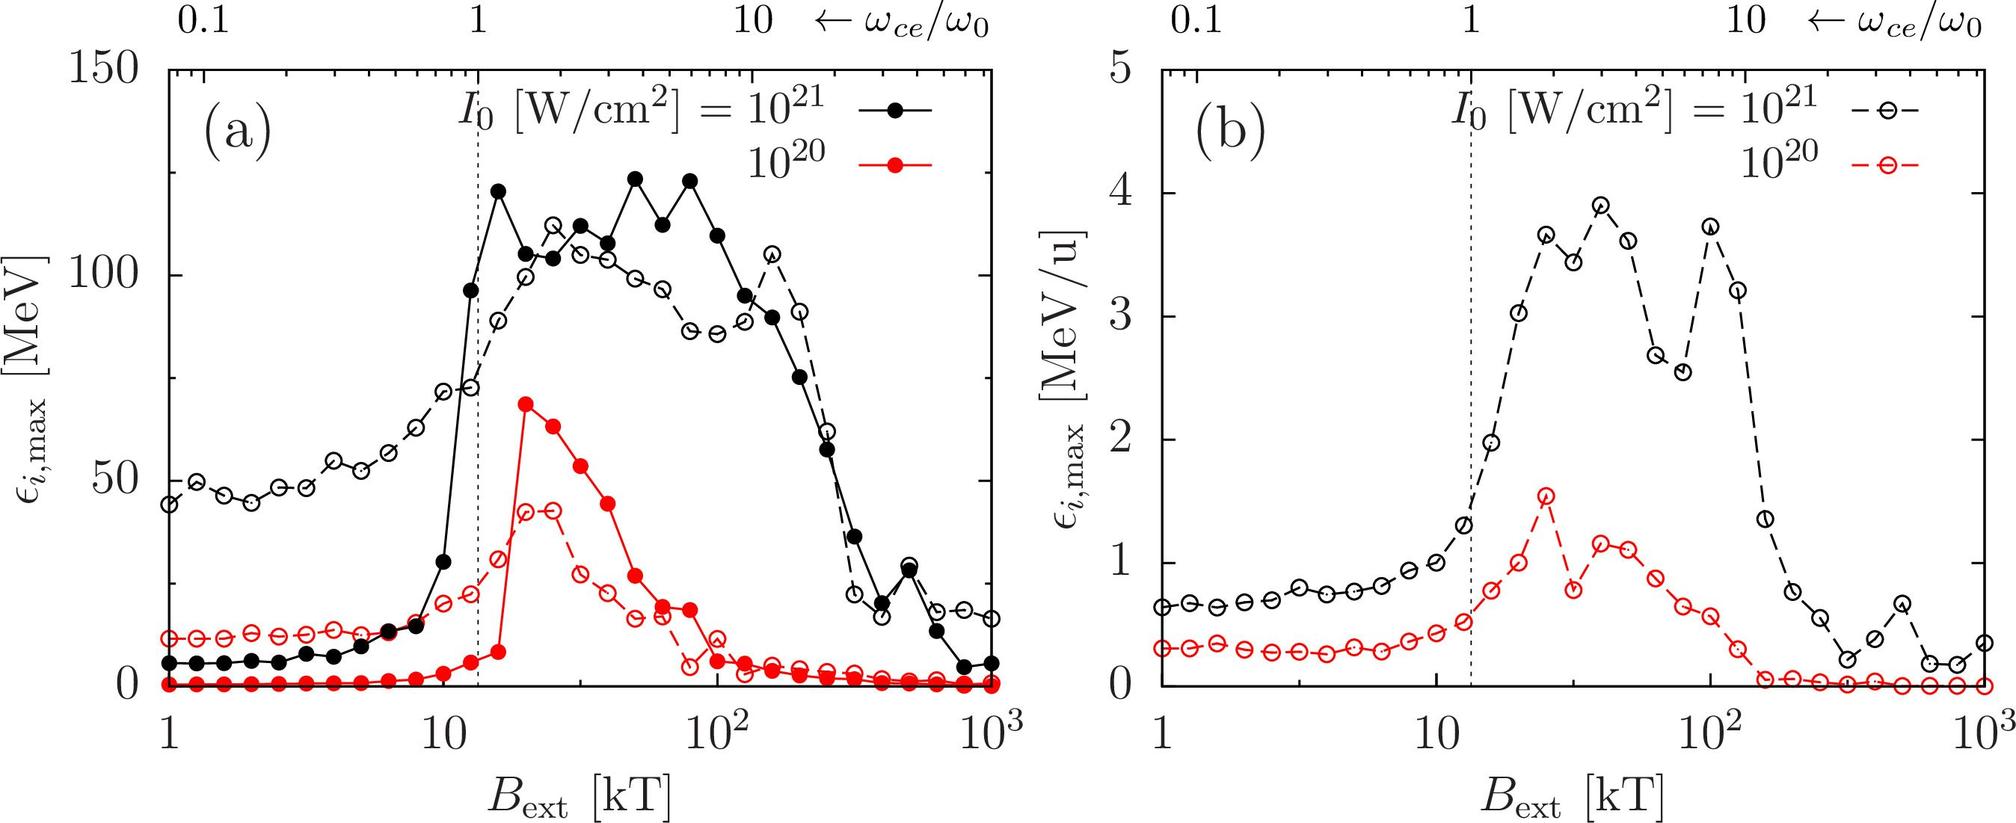 0.1 1 10 ← ω_ce/ω_0
(a)
I_0 [W/cm^2] = 10^21
10^20
150
100
50
0
ϵ_i,max [MeV]
1 10 10^2 10^3
B_ext [kT]
0.1 1 10 ← ω_ce/ω_0
(b)
I_0 [W/cm^2] = 10^21
10^20
5
4
3
2
1
0
ϵ_i,max [MeV/u]
1 10 10^2 10^3
B_ext [kT]